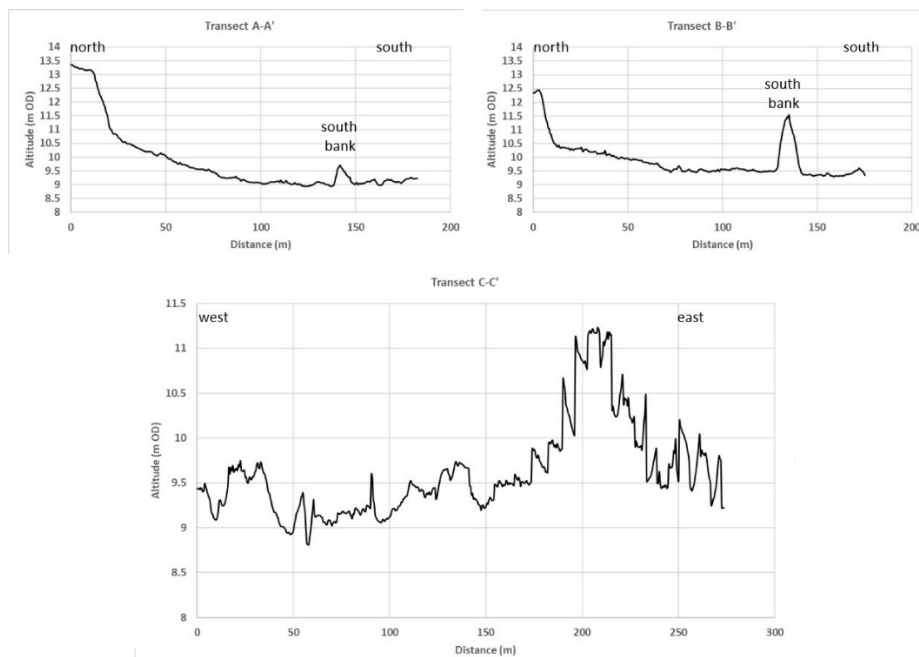 Transect A-A'
14
13.5
13
12.5
12
11.5
11
10.5
10
9.5
9
8.5
8
Altitude (m OD)
north
south
south
bank
0
50
100
150
200
Distance (m)
Transect B-B'
14
13.5
13
12.5
12
11.5
11
10.5
10
9.5
9
8.5
8
Altitude (m OD)
north
south
south
bank
0
50
100
150
200
Distance (m)
Transect C-C'
11.5
11
10.5
10
9.5
9
8.5
8
Altitude (m OD)
west
east
0
50
100
150
200
250
300
Distance (m)